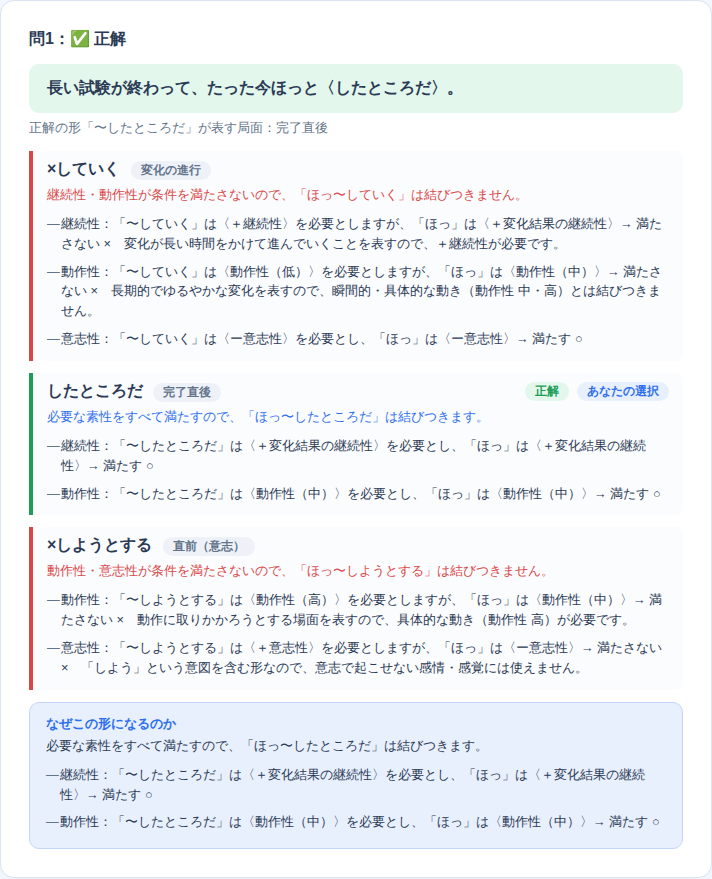 問1：✅ 正解
長い試験が終わって、たった今ほっと〈したところだ〉。
正解の形「〜したところだ」が表す局面：完了直後
×していく 変化の進行
継続性・動作性が条件を満たさないので、「ほっ〜していく」は結びつきません。
—継続性：「〜していく」は〈＋継続性〉を必要としますが、「ほっ」は〈＋変化結果の継続性〉→ 満た
さない ×　変化が長い時間をかけて進んでいくことを表すので、＋継続性が必要です。
—動作性：「〜していく」は〈動作性（低）〉を必要としますが、「ほっ」は〈動作性（中）〉→ 満たさ
ない ×　長期的でゆるやかな変化を表すので、瞬間的・具体的な動き（動作性 中・高）とは結びつきま
せん。
—意志性：「〜していく」は〈ー意志性〉を必要とし、「ほっ」は〈ー意志性〉→ 満たす ○
したところだ 完了直後 正解 あなたの選択
必要な素性をすべて満たすので、「ほっ〜したところだ」は結びつきます。
—継続性：「〜したところだ」は〈＋変化結果の継続性〉を必要とし、「ほっ」は〈＋変化結果の継続
性〉→ 満たす ○
—動作性：「〜したところだ」は〈動作性（中）〉を必要とし、「ほっ」は〈動作性（中）〉→ 満たす ○
×しようとする 直前（意志）
動作性・意志性が条件を満たさないので、「ほっ〜しようとする」は結びつきません。
—動作性：「〜しようとする」は〈動作性（高）〉を必要としますが、「ほっ」は〈動作性（中）〉→ 満
たさない ×　動作に取りかかろうとする場面を表すので、具体的な動き（動作性 高）が必要です。
—意志性：「〜しようとする」は〈＋意志性〉を必要としますが、「ほっ」は〈ー意志性〉→ 満たさない
×　「しよう」という意図を含む形なので、意志で起こせない感情・感覚には使えません。
なぜこの形になるのか
必要な素性をすべて満たすので、「ほっ〜したところだ」は結びつきます。
—継続性：「〜したところだ」は〈＋変化結果の継続性〉を必要とし、「ほっ」は〈＋変化結果の継続
性〉→ 満たす ○
—動作性：「〜したところだ」は〈動作性（中）〉を必要とし、「ほっ」は〈動作性（中）〉→ 満たす ○